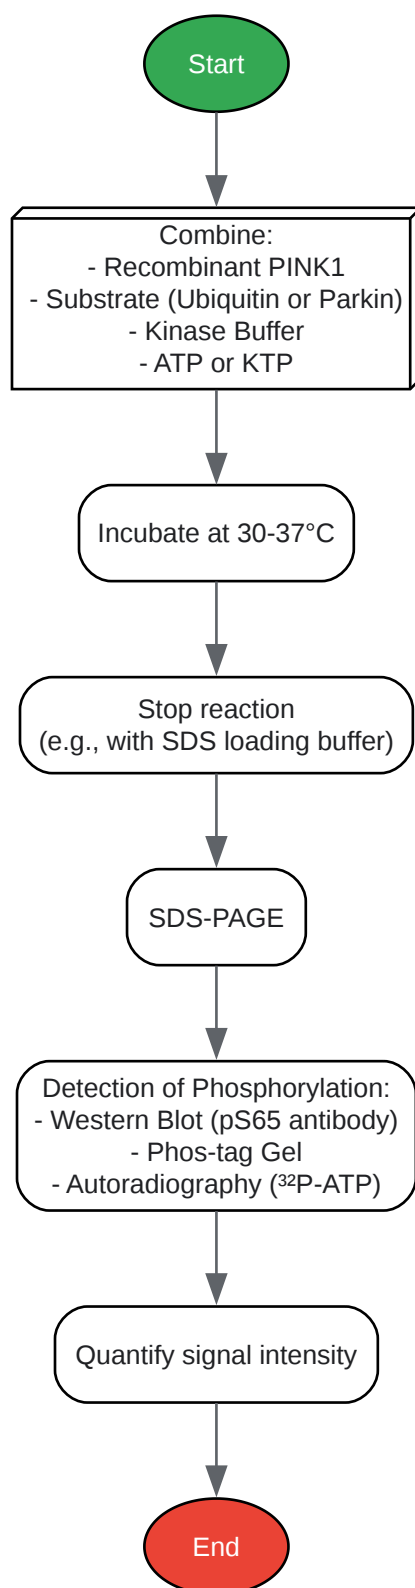 Start
Combine:
- Recombinant PINK1
- Substrate (Ubiquitin or Parkin)
- Kinase Buffer
- ATP or KTP
Incubate at 30-37°C
Stop reaction
(e.g., with SDS loading buffer)
SDS-PAGE
Detection of Phosphorylation:
- Western Blot (pS65 antibody)
- Phos-tag Gel
- Autoradiography (³²P-ATP)
Quantify signal intensity
End